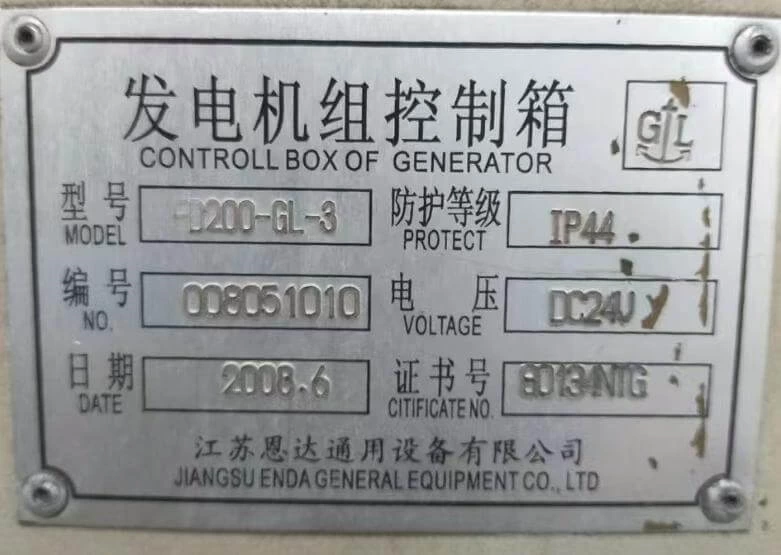 发电机组控制箱
CONTROLL BOX OF GENERATOR
GL
型号 MODEL D200-GL-3
防护等级 PROTECT IP44
编号 NO. 008051010
电压 VOLTAGE DC24V
日期 DATE 2008.6
证书号 CITIFICATE NO.
江苏恩达通用设备有限公司
JIANGSU ENDA GENERAL EQUIPMENT CO., LTD